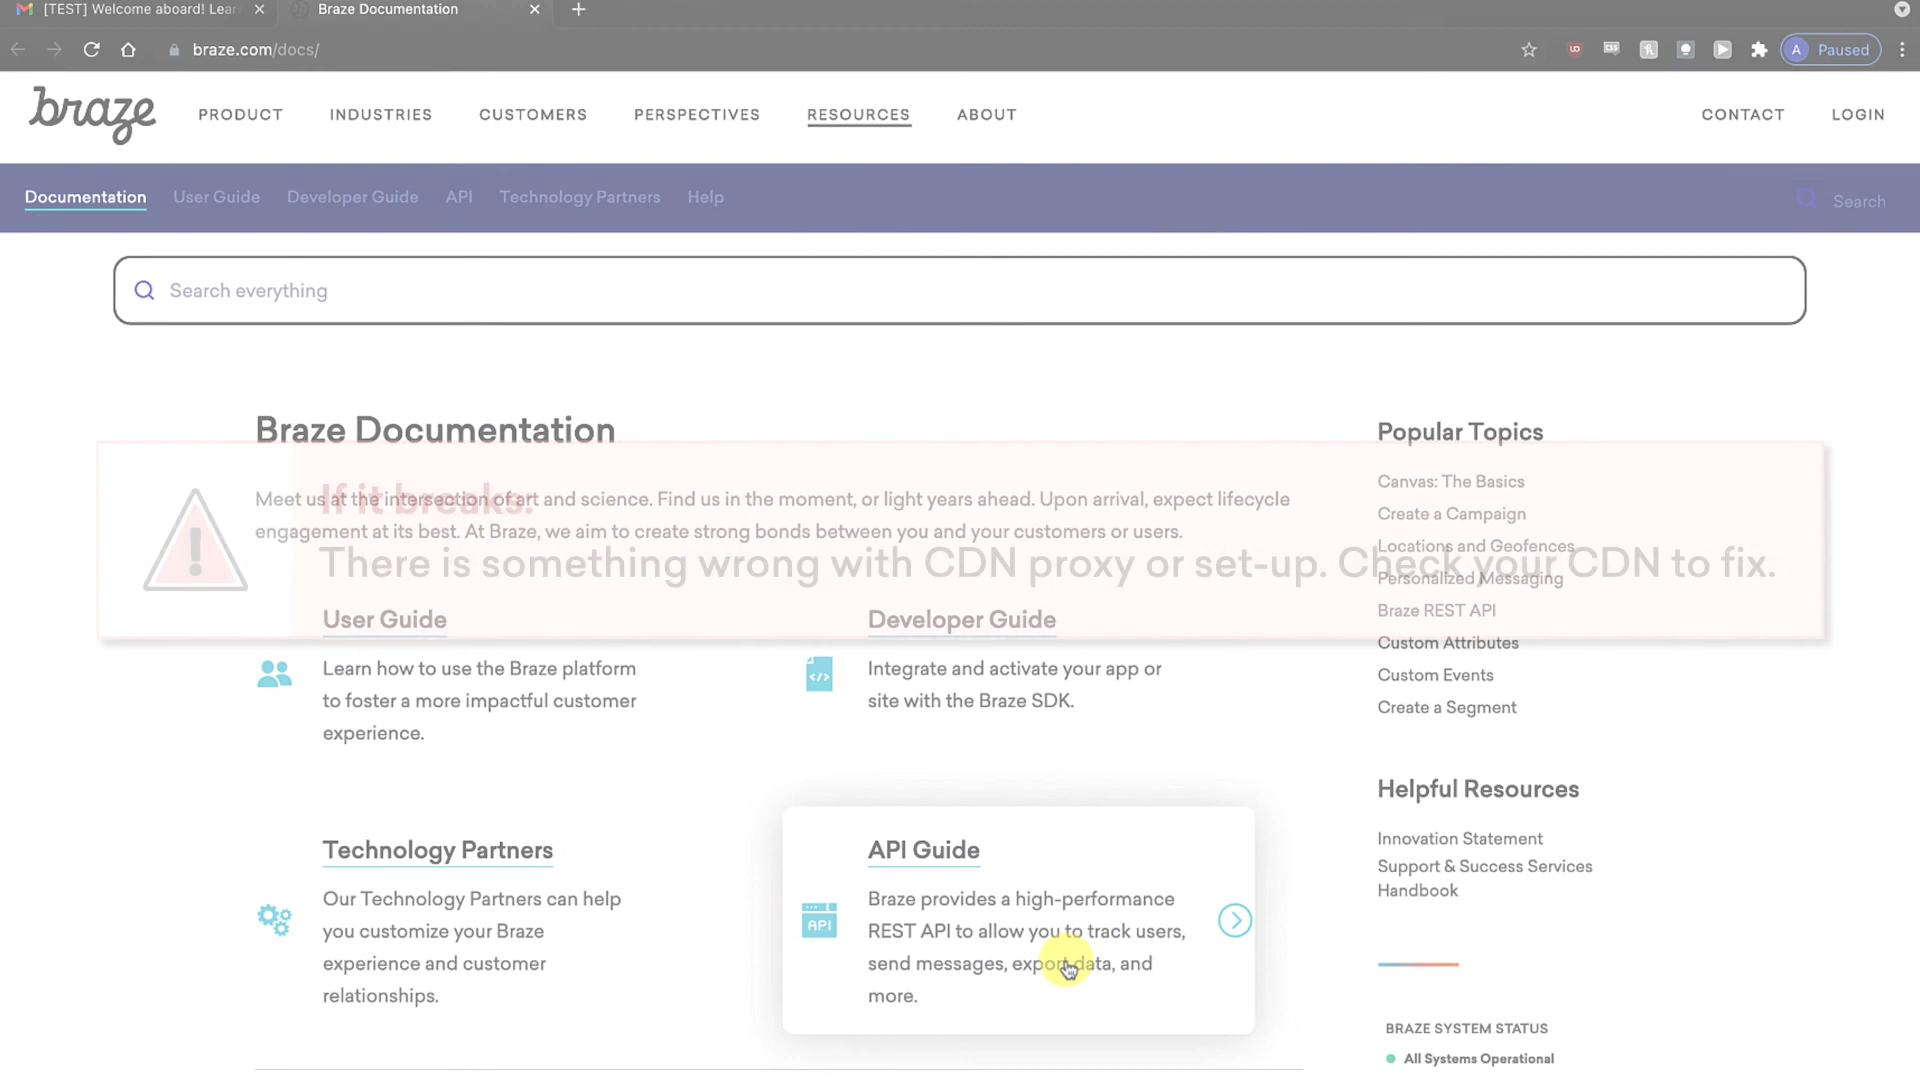 [TEST] Welcome aboard! Lear
Braze Documentation
braze.com/docs/
UD
CSS
A Paused
braze
PRODUCT
INDUSTRIES
CUSTOMERS
PERSPECTIVES
RESOURCES
ABOUT
CONTACT
LOGIN
Documentation
User Guide
Developer Guide
API
Technology Partners
Help
Search
Search everything
Braze Documentation
Meet us at the intersection of art and science. Find us in the moment, or light years ahead. Upon arrival, expect lifecycle
engagement at its best. At Braze, we aim to create strong bonds between you and your customers or users.
If it breaks:
There is something wrong with CDN proxy or set-up. Check your CDN to fix.
User Guide
Learn how to use the Braze platform
to foster a more impactful customer
experience.
Developer Guide
Integrate and activate your app or
site with the Braze SDK.
Technology Partners
Our Technology Partners can help
you customize your Braze
experience and customer
relationships.
API Guide
API
Braze provides a high-performance
REST API to allow you to track users,
send messages, export data, and
more.
Popular Topics
Canvas: The Basics
Create a Campaign
Locations and Geofences
Personalized Messaging
Braze REST API
Custom Attributes
Custom Events
Create a Segment
Helpful Resources
Innovation Statement
Support & Success Services
Handbook
BRAZE SYSTEM STATUS
All Systems Operational